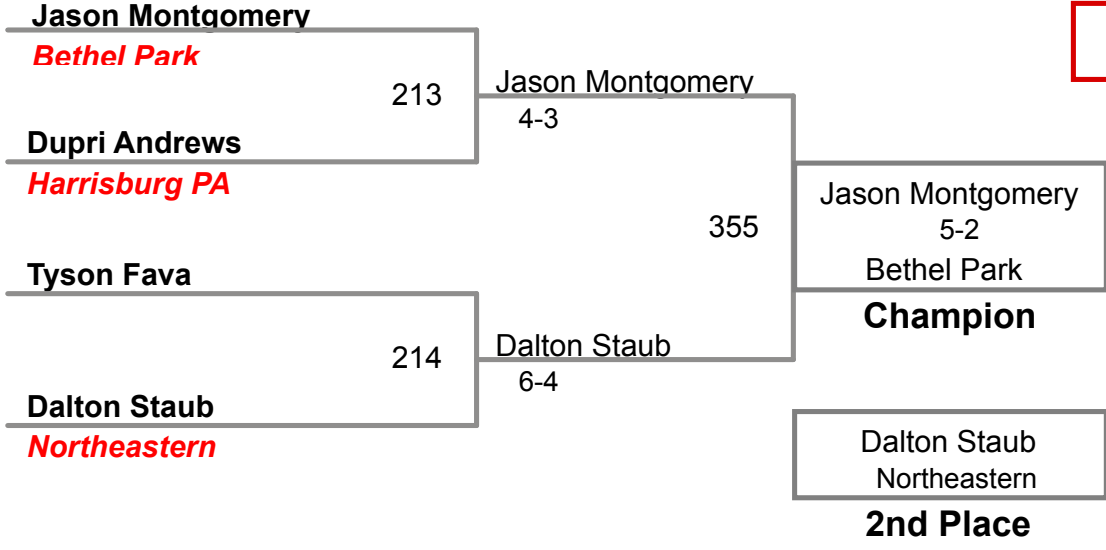 Jason Montgomery
Bethel Park
213
Jason Montgomery
4-3
Dupri Andrews
Harrisburg PA
355
Jason Montgomery
5-2
Bethel Park
Champion
Tyson Fava
214
Dalton Staub
6-4
Dalton Staub
Northeastern
Dalton Staub
Northeastern
2nd Place